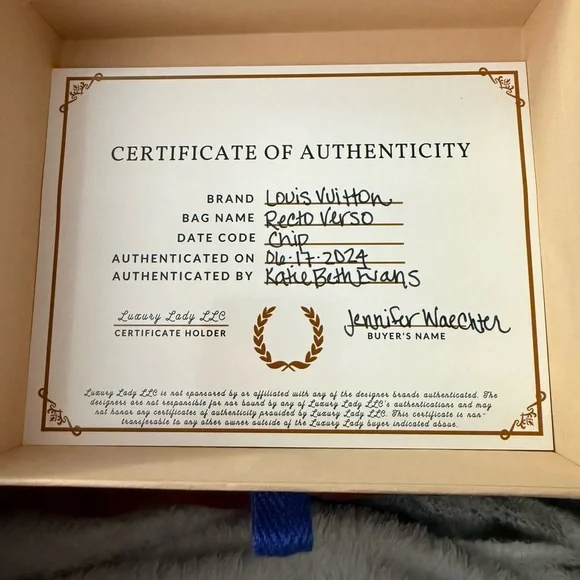 CERTIFICATE OF AUTHENTICITY
BRAND Louis Vuitton
BAG NAME Recto Verso
DATE CODE Chip
AUTHENTICATED ON 06.17.2024
AUTHENTICATED BY Katie Beth Evans
Luxury Lady LLC
CERTIFICATE HOLDER
Jennifer Waechter
BUYER'S NAME
Luxury Lady LLC is not sponsored by or affiliated with any of the designer brands authenticated. The
designers are not responsible for nor bound by any of Luxury Lady LLC's authentications and may
not honor any certificates of authenticity provided by Luxury Lady LLC. This certificate is non-
transferable to any other owner outside of the Luxury Lady buyer indicated above.